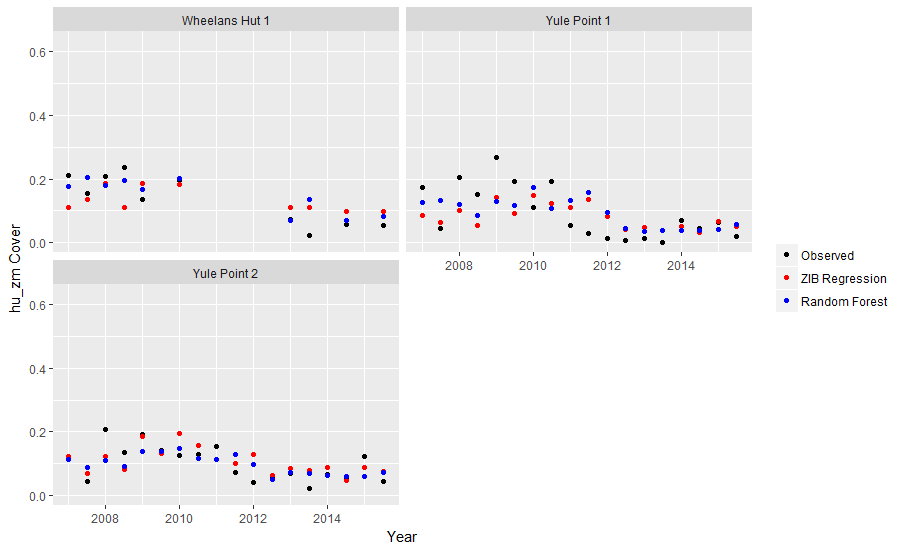 Wheelans Hut 1
Yule Point 1
0.6
0.4
0.2
0.0
2008 2010 2012 2014
Yule Point 2
0.6
0.4
0.2
0.0
2008 2010 2012 2014
hu_zm Cover
Year
Observed
ZIB Regression
Random Forest